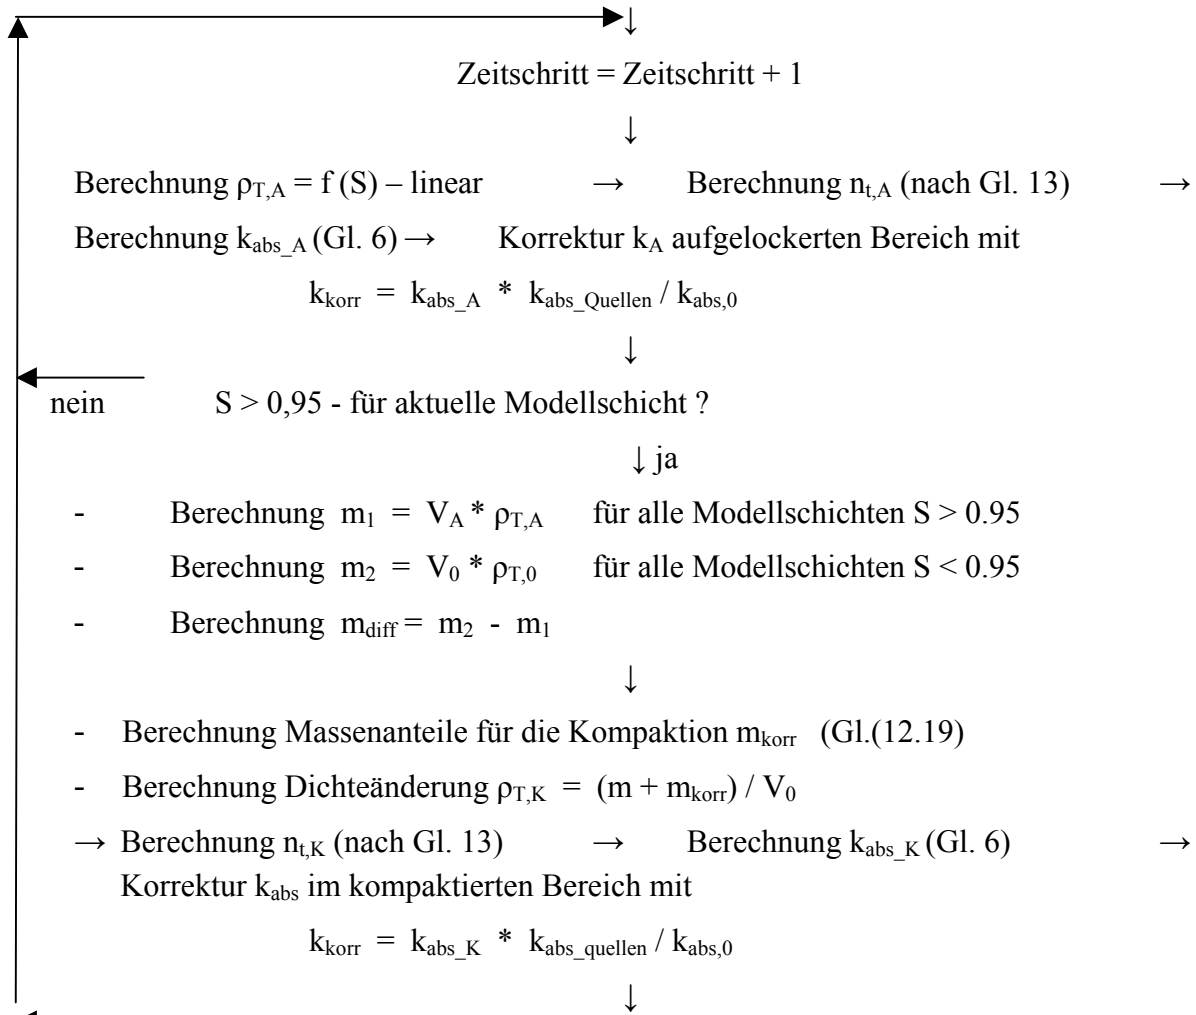 ↓
Zeitschritt = Zeitschritt + 1
↓
Berechnung ρT,A = f (S) – linear → Berechnung nt,A (nach Gl. 13) →
Berechnung kabs_A (Gl. 6) → Korrektur kA aufgelockerten Bereich mit
kkorr = kabs_A * kabs_Quellen / kabs,0
↓
nein S > 0,95 - für aktuelle Modellschicht ?
↓ ja
- Berechnung m1 = VA * ρT,A für alle Modellschichten S > 0.95
- Berechnung m2 = V0 * ρT,0 für alle Modellschichten S < 0.95
- Berechnung mdiff = m2 - m1
↓
- Berechnung Massenanteile für die Kompaktion mkorr (Gl.(12.19)
- Berechnung Dichteänderung ρT,K = (m + mkorr) / V0
→ Berechnung nt,K (nach Gl. 13) → Berechnung kabs_K (Gl. 6) →
Korrektur kabs im kompaktierten Bereich mit
kkorr = kabs_K * kabs_quellen / kabs,0
↓